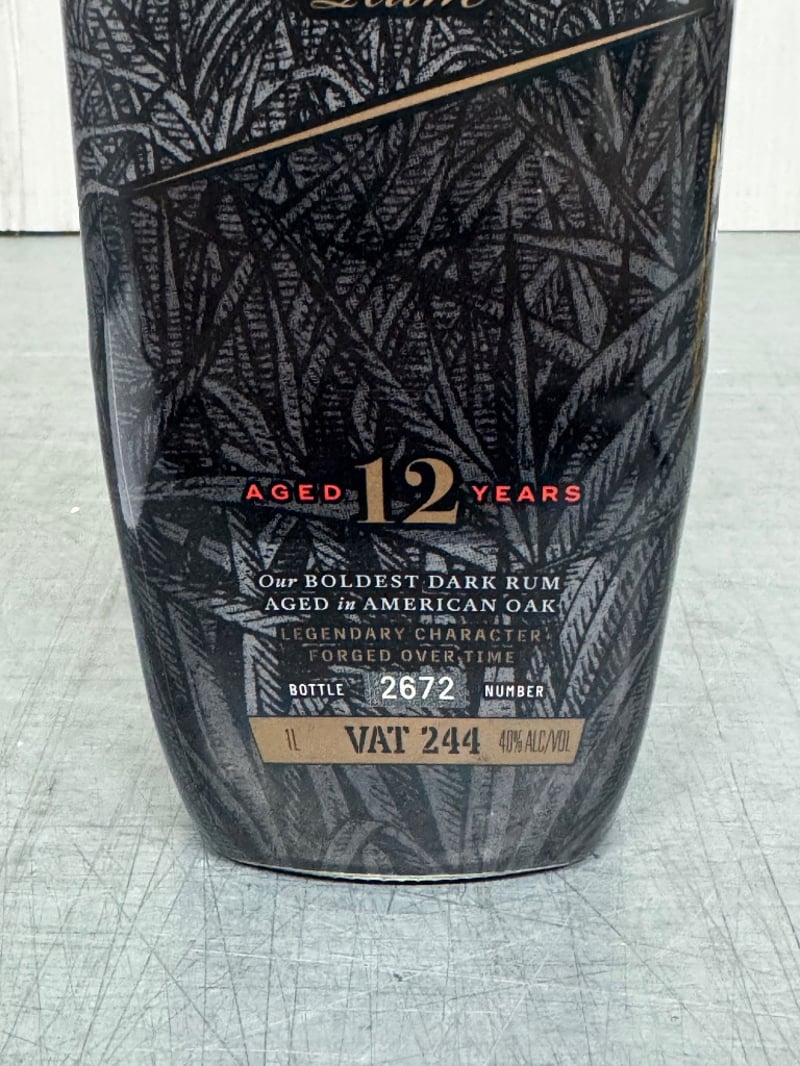 Rum
AGED 12 YEARS
Our BOLDEST DARK RUM
AGED in AMERICAN OAK
LEGENDARY CHARACTER
FORGED OVER TIME
BOTTLE 2672 NUMBER
1L VAT 244 40% ALC/VOL